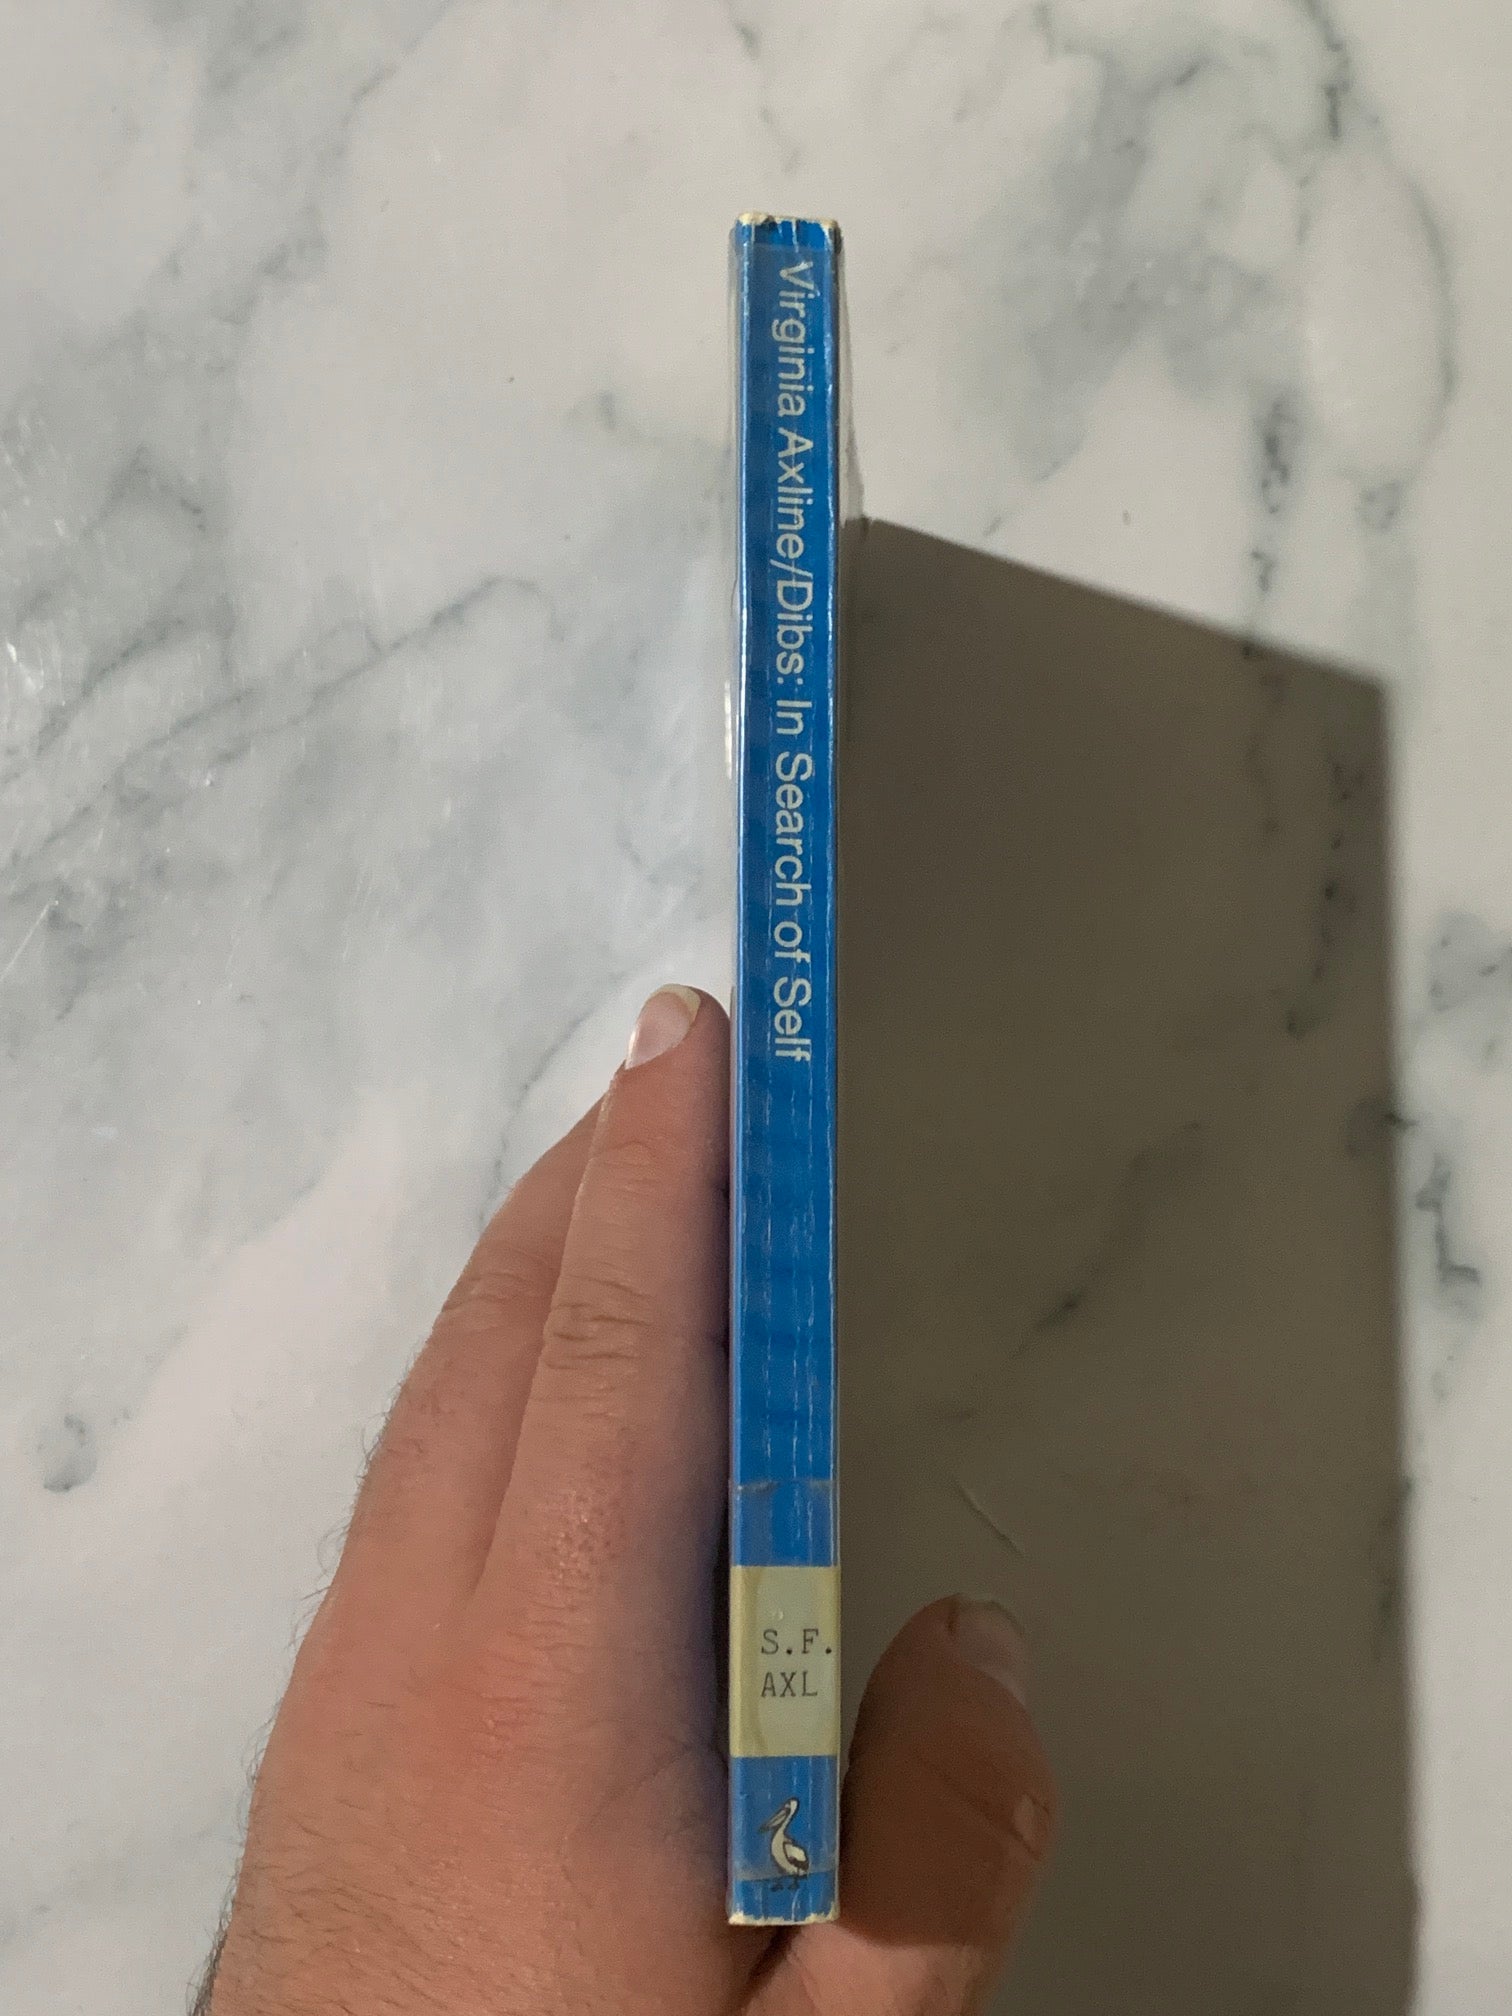 Virginia Axline/Dibs: In Search of Self
S.F.
AXL